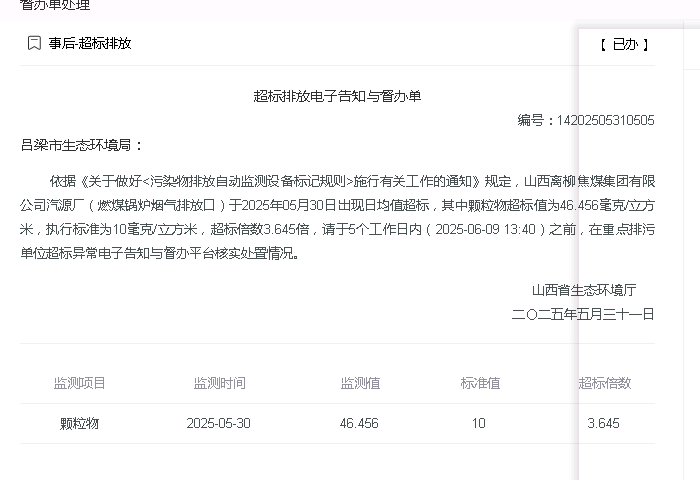 督办单处理
事后-超标排放
【 已办 】
超标排放电子告知与督办单
编号：14202505310505
吕梁市生态环境局：
依据《关于做好<污染物排放自动监测设备标记规则>施行有关工作的通知》规定，山西离柳焦煤集团有限
公司汽源厂（燃煤锅炉烟气排放口）于2025年05月30日出现日均值超标，其中颗粒物超标值为46.456毫克/立方
米，执行标准为10毫克/立方米，超标倍数3.645倍，请于5个工作日内（2025-06-09 13:40）之前，在重点排污
单位超标异常电子告知与督办平台核实处置情况。
山西省生态环境厅
二〇二五年五月三十一日
监测项目 监测时间 监测值 标准值 超标倍数
颗粒物 2025-05-30 46.456 10 3.645